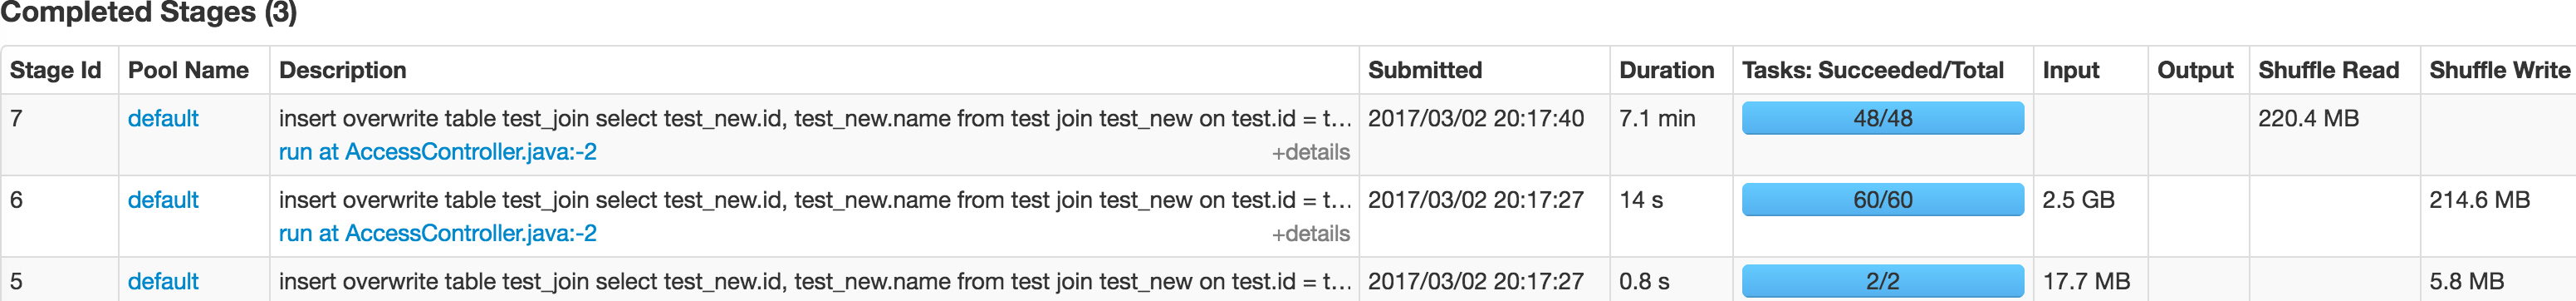 Completed Stages (3)
Stage Id Pool Name Description Submitted Duration Tasks: Succeeded/Total Input Output Shuffle Read Shuffle Write
7 default insert overwrite table test_join select test_new.id, test_new.name from test join test_new on test.id = t... 2017/03/02 20:17:40 7.1 min 48/48 220.4 MB
run at AccessController.java:-2 +details
6 default insert overwrite table test_join select test_new.id, test_new.name from test join test_new on test.id = t... 2017/03/02 20:17:27 14 s 60/60 2.5 GB 214.6 MB
run at AccessController.java:-2 +details
5 default insert overwrite table test_join select test_new.id, test_new.name from test join test_new on test.id = t... 2017/03/02 20:17:27 0.8 s 2/2 17.7 MB 5.8 MB